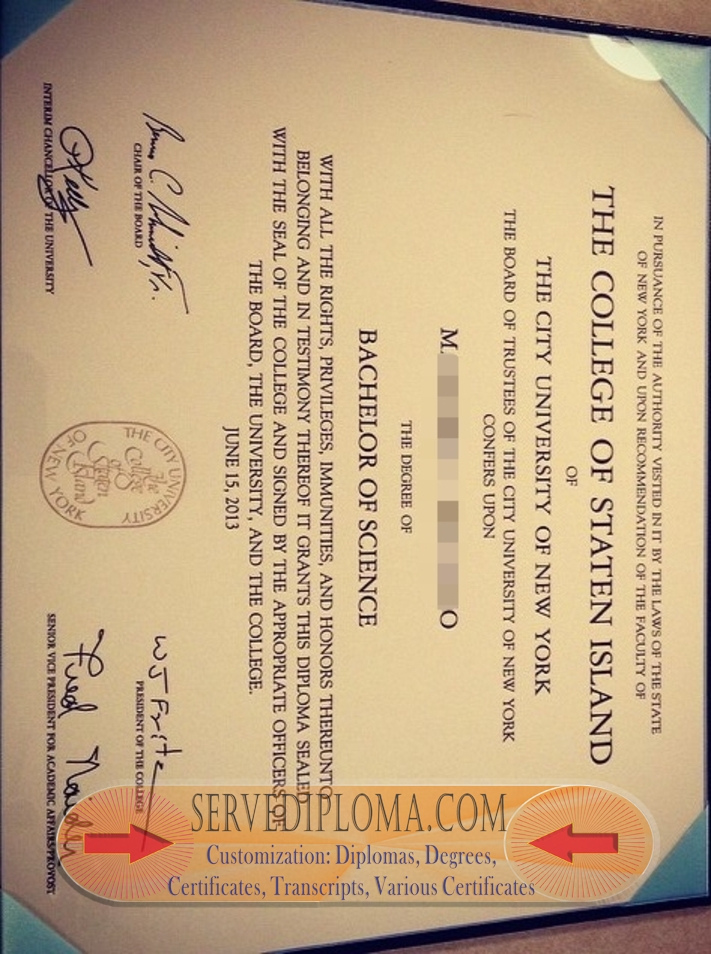 IN PURSUANCE OF THE AUTHORITY VESTED IN IT BY THE LAWS OF THE STATE
OF NEW YORK AND UPON RECOMMENDATION OF THE FACULTY OF
THE COLLEGE OF STATEN ISLAND
OF
THE CITY UNIVERSITY OF NEW YORK
THE BOARD OF TRUSTEES OF THE CITY UNIVERSITY OF NEW YORK
CONFERS UPON
M. O
THE DEGREE OF
BACHELOR OF SCIENCE
WITH ALL THE RIGHTS, PRIVILEGES, IMMUNITIES, AND HONORS THEREUNTO
BELONGING AND IN TESTIMONY THEREOF IT GRANTS THIS DIPLOMA SEALED
WITH THE SEAL OF THE COLLEGE AND SIGNED BY THE APPROPRIATE OFFICERS OF
THE BOARD, THE UNIVERSITY, AND THE COLLEGE.
JUNE 15, 2013
CHAIR OF THE BOARD
INTERIM CHANCELLOR OF THE UNIVERSITY
THE CITY UNIVERSITY
The
College
of
Staten
Island
OF NEW YORK
PRESIDENT OF THE COLLEGE
SENIOR VICE PRESIDENT FOR ACADEMIC AFFAIRS/PROVOST
SERVEDIPLOMA.COM
Customization: Diplomas, Degrees,
Certificates, Transcripts, Various Certificates